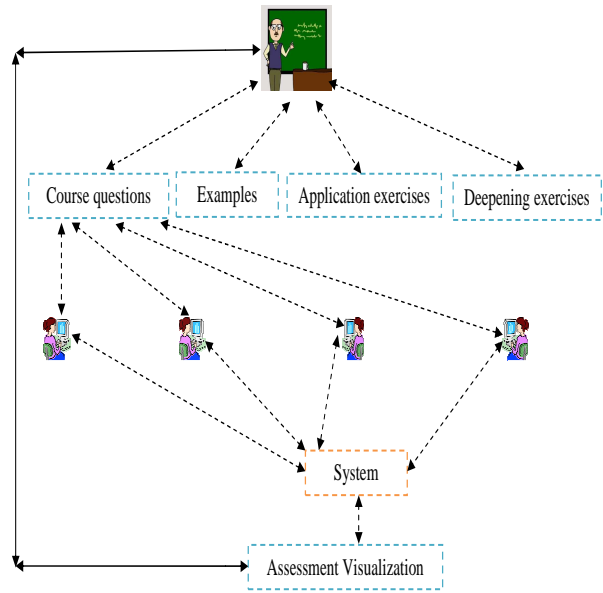 Course questions
Examples
Application exercises
Deepening exercises
System
Assessment Visualization